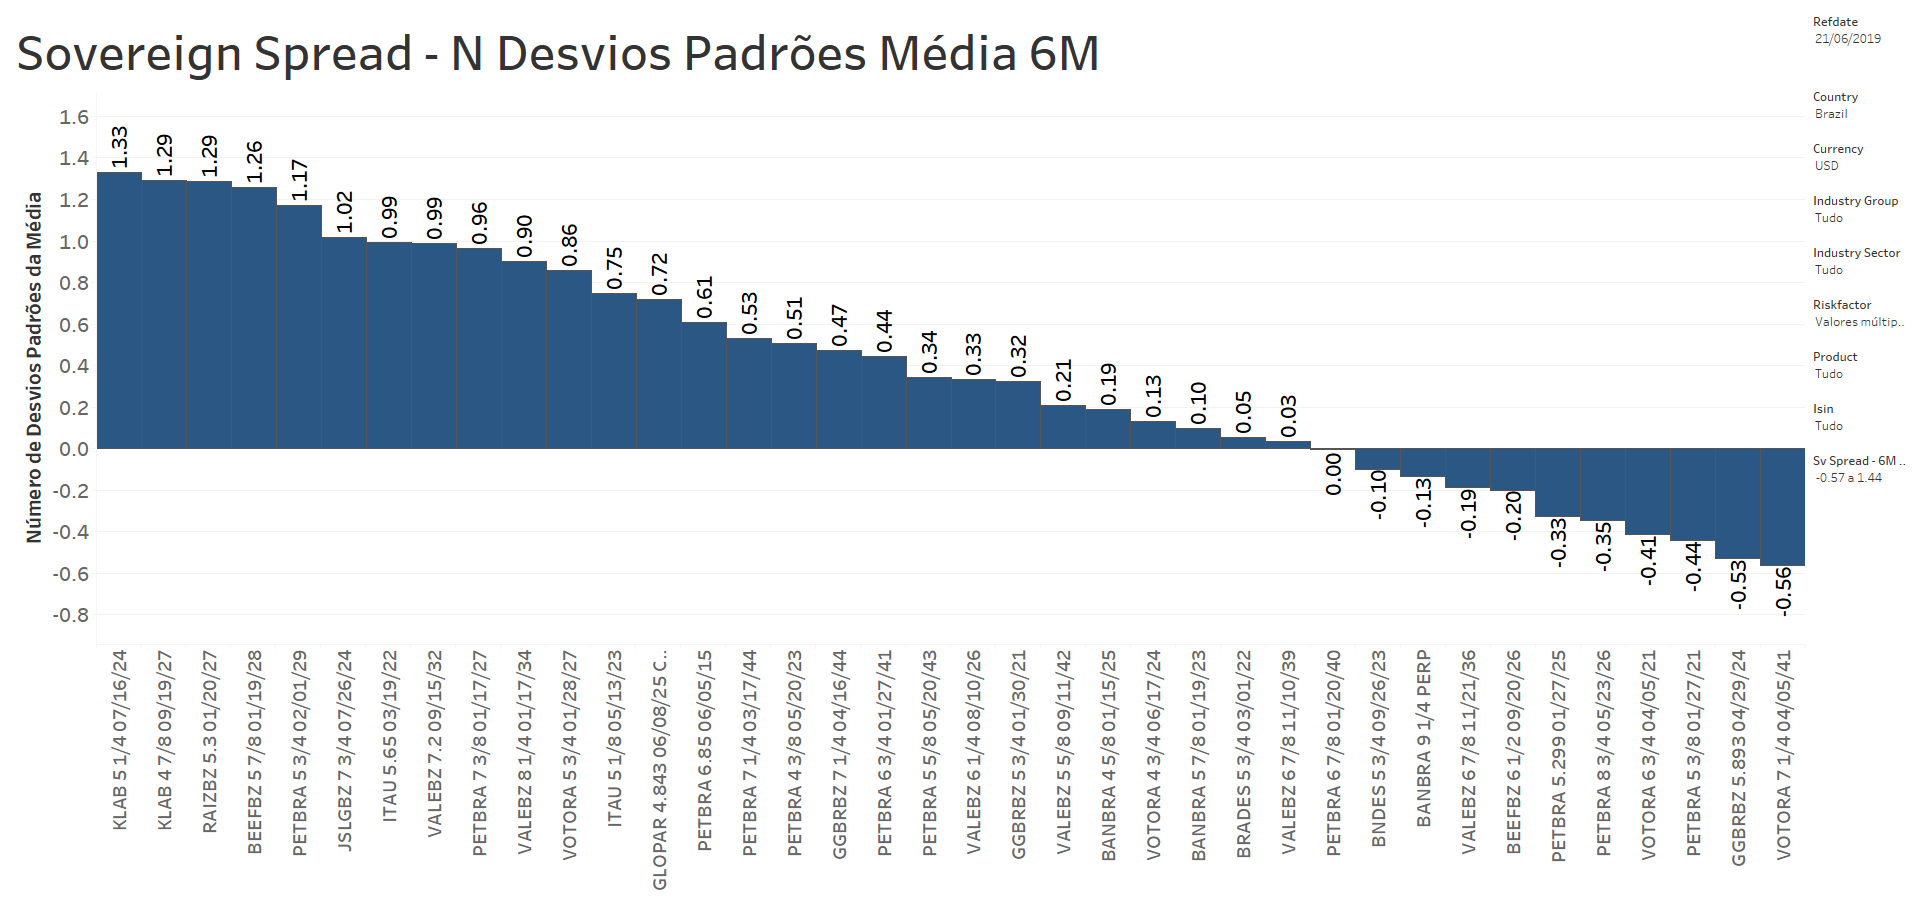 Sovereign Spread - N Desvios Padrões Média 6M
Refdate
21/06/2019
Country
Brazil
Currency
USD
Industry Group
Tudo
Industry Sector
Tudo
Riskfactor
Valores múltip..
Product
Tudo
Isin
Tudo
Sv Spread - 6M ..
-0.57 a 1.44
Número de Desvios Padrões da Média
1.6
1.4
1.2
1.0
0.8
0.6
0.4
0.2
0.0
-0.2
-0.4
-0.6
-0.8
1.33
1.29
1.29
1.26
1.17
1.02
0.99
0.99
0.96
0.90
0.86
0.75
0.72
0.61
0.53
0.51
0.47
0.44
0.34
0.33
0.32
0.21
0.19
0.13
0.10
0.05
0.03
0.00
-0.10
-0.13
-0.19
-0.20
-0.33
-0.35
-0.41
-0.44
-0.53
-0.56
KLAB 5 1/4 07/16/24
KLAB 4 7/8 09/19/27
RAIZBZ 5.3 01/20/27
BEEFBZ 5 7/8 01/19/28
PETBRA 5 3/4 02/01/29
JSLGBZ 7 3/4 07/26/24
ITAU 5.65 03/19/22
VALEBZ 7.2 09/15/32
PETBRA 7 3/8 01/17/27
VALEBZ 8 1/4 01/17/34
VOTORA 5 3/4 01/28/27
ITAU 5 1/8 05/13/23
GLOPAR 4.843 06/08/25 C..
PETBRA 6.85 06/05/15
PETBRA 7 1/4 03/17/44
PETBRA 4 3/8 05/20/23
GGBRBZ 7 1/4 04/16/44
PETBRA 6 3/4 01/27/41
PETBRA 5 5/8 05/20/43
VALEBZ 6 1/4 08/10/26
GGBRBZ 5 3/4 01/30/21
VALEBZ 5 5/8 09/11/42
BANBRA 4 5/8 01/15/25
VOTORA 4 3/4 06/17/24
BANBRA 5 7/8 01/19/23
BRADES 5 3/4 03/01/22
VALEBZ 6 7/8 11/10/39
PETBRA 6 7/8 01/20/40
BNDES 5 3/4 09/26/23
BANBRA 9 1/4 PERP
VALEBZ 6 7/8 11/21/36
BEEFBZ 6 1/2 09/20/26
PETBRA 5.299 01/27/25
PETBRA 8 3/4 05/23/26
VOTORA 6 3/4 04/05/21
PETBRA 5 3/8 01/27/21
GGBRBZ 5.893 04/29/24
VOTORA 7 1/4 04/05/41